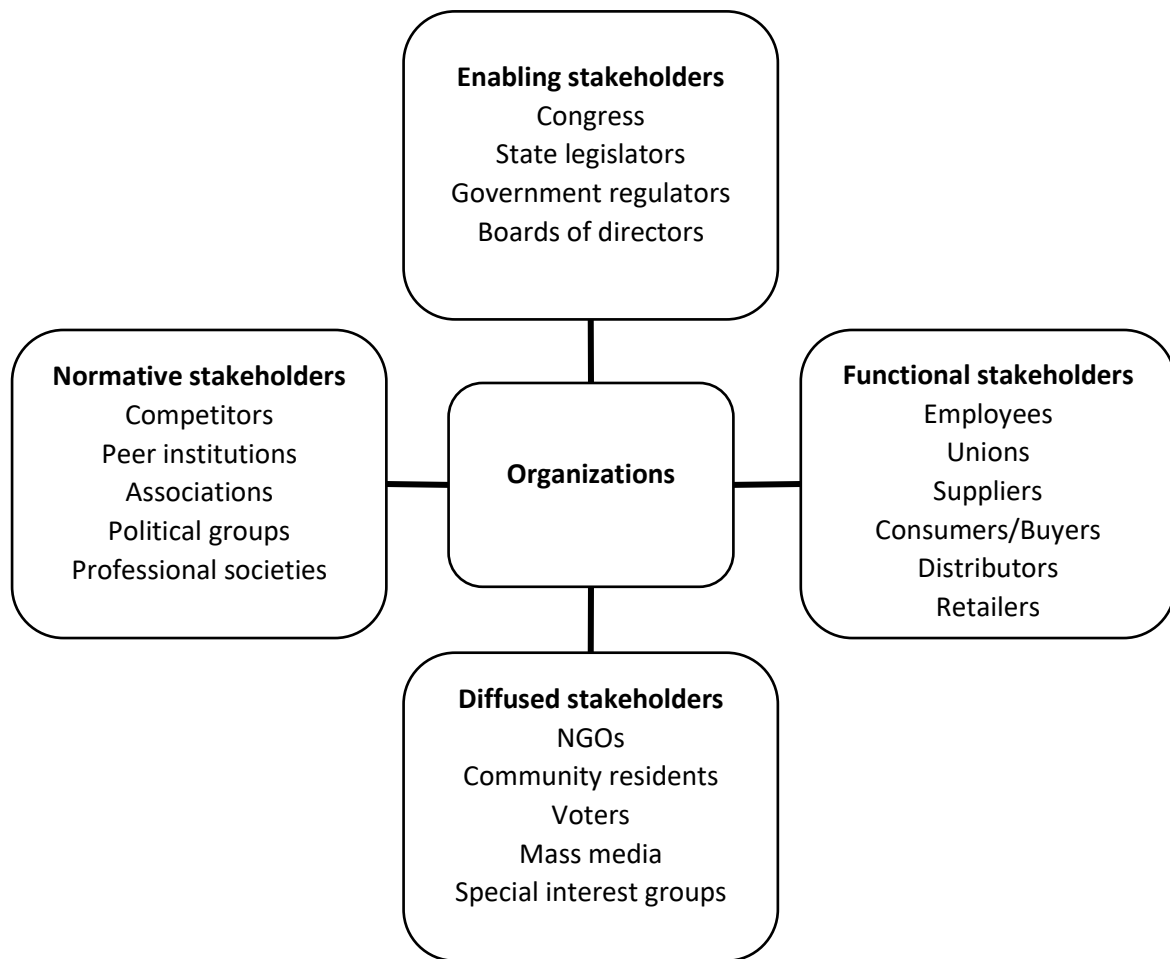 Enabling stakeholders
Congress
State legislators
Government regulators
Boards of directors
Normative stakeholders
Competitors
Peer institutions
Associations
Political groups
Professional societies
Organizations
Functional stakeholders
Employees
Unions
Suppliers
Consumers/Buyers
Distributors
Retailers
Diffused stakeholders
NGOs
Community residents
Voters
Mass media
Special interest groups